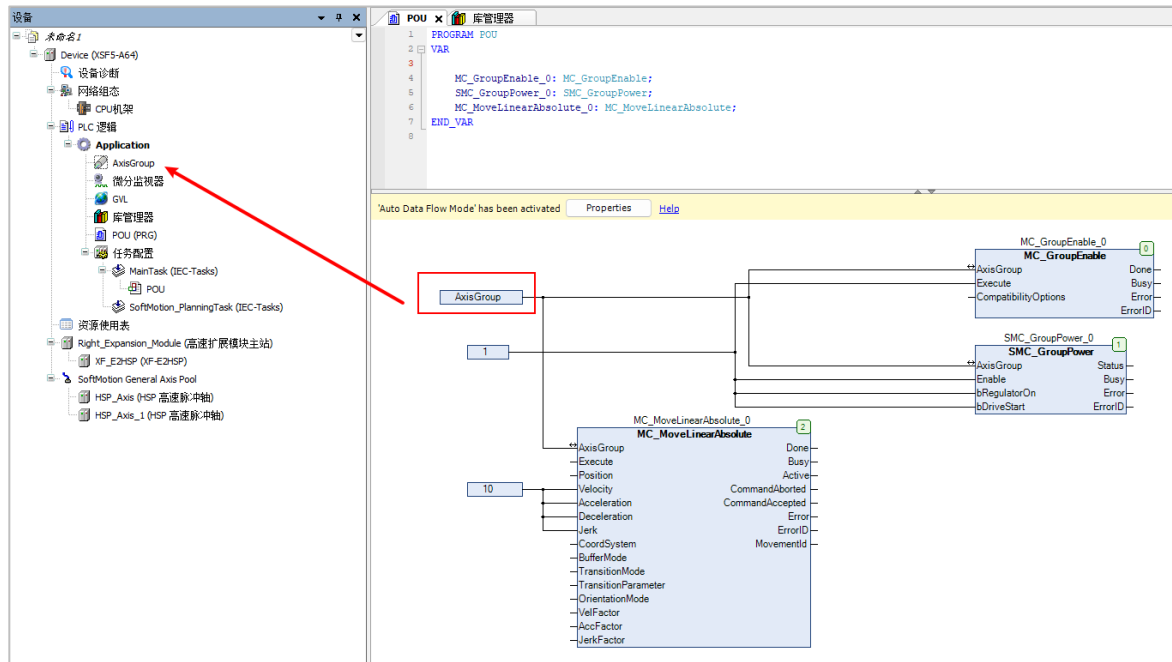 设备
未命名1
Device (XSF5-A64)
设备诊断
网络组态
CPU机架
PLC 逻辑
Application
AxisGroup
微分监视器
GVL
库管理器
POU (PRG)
任务配置
MainTask (IEC-Tasks)
POU
SoftMotion_PlanningTask (IEC-Tasks)
资源使用表
Right_Expansion_Module (高速扩展模块主站)
XF_E2HSP (XF-E2HSP)
SoftMotion General Axis Pool
HSP_Axis (HSP 高速脉冲轴)
HSP_Axis_1 (HSP 高速脉冲轴)
POU 库管理器
1 PROGRAM POU
2 VAR
3
4 MC_GroupEnable_0: MC_GroupEnable;
5 SMC_GroupPower_0: SMC_GroupPower;
6 MC_MoveLinearAbsolute_0: MC_MoveLinearAbsolute;
7 END_VAR
8
'Auto Data Flow Mode' has been activated Properties Help
MC_GroupEnable_0
0
MC_GroupEnable
AxisGroup Done
Execute Busy
CompatibilityOptions Error
ErrorID
AxisGroup
1
SMC_GroupPower_0
1
SMC_GroupPower
AxisGroup Status
Enable Busy
bRegulatorOn Error
bDriveStart ErrorID
MC_MoveLinearAbsolute_0
2
MC_MoveLinearAbsolute
AxisGroup Done
Execute Busy
Position Active
10
Velocity CommandAborted
Acceleration CommandAccepted
Deceleration Error
Jerk ErrorID
CoordSystem MovementId
BufferMode
TransitionMode
TransitionParameter
OrientationMode
VelFactor
AccFactor
JerkFactor